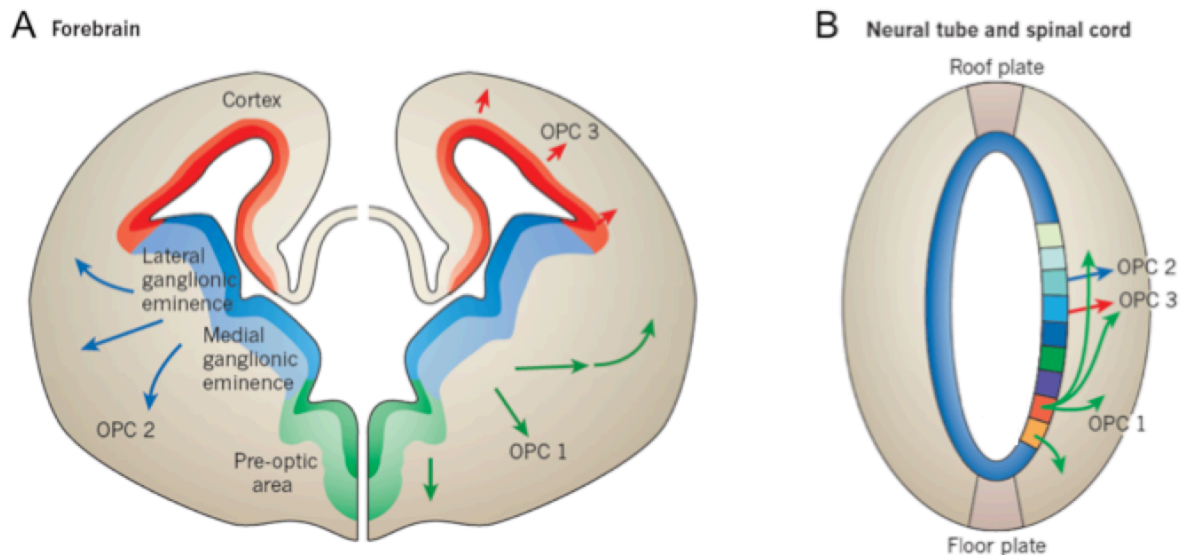 A Forebrain
Cortex
OPC 3
Lateral
ganglionic
eminence
Medial
ganglionic
eminence
OPC 2
Pre-optic
area
OPC 1
B Neural tube and spinal cord
Roof plate
OPC 2
OPC 3
OPC 1
Floor plate